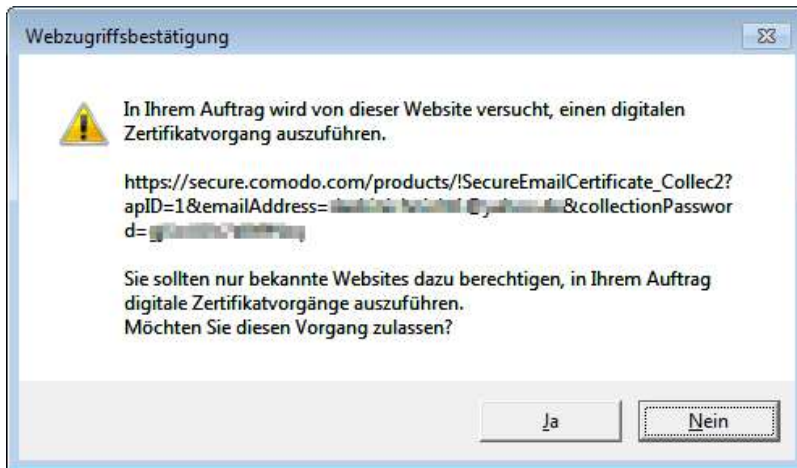 Webzugriffsbestätigung
In Ihrem Auftrag wird von dieser Website versucht, einen digitalen
Zertifikatvorgang auszuführen.
https://secure.comodo.com/products/!SecureEmailCertificate_Collec2?
apID=1&emailAddress= &collectionPasswor
d=
Sie sollten nur bekannte Websites dazu berechtigen, in Ihrem Auftrag
digitale Zertifikatvorgänge auszuführen.
Möchten Sie diesen Vorgang zulassen?
Ja
Nein